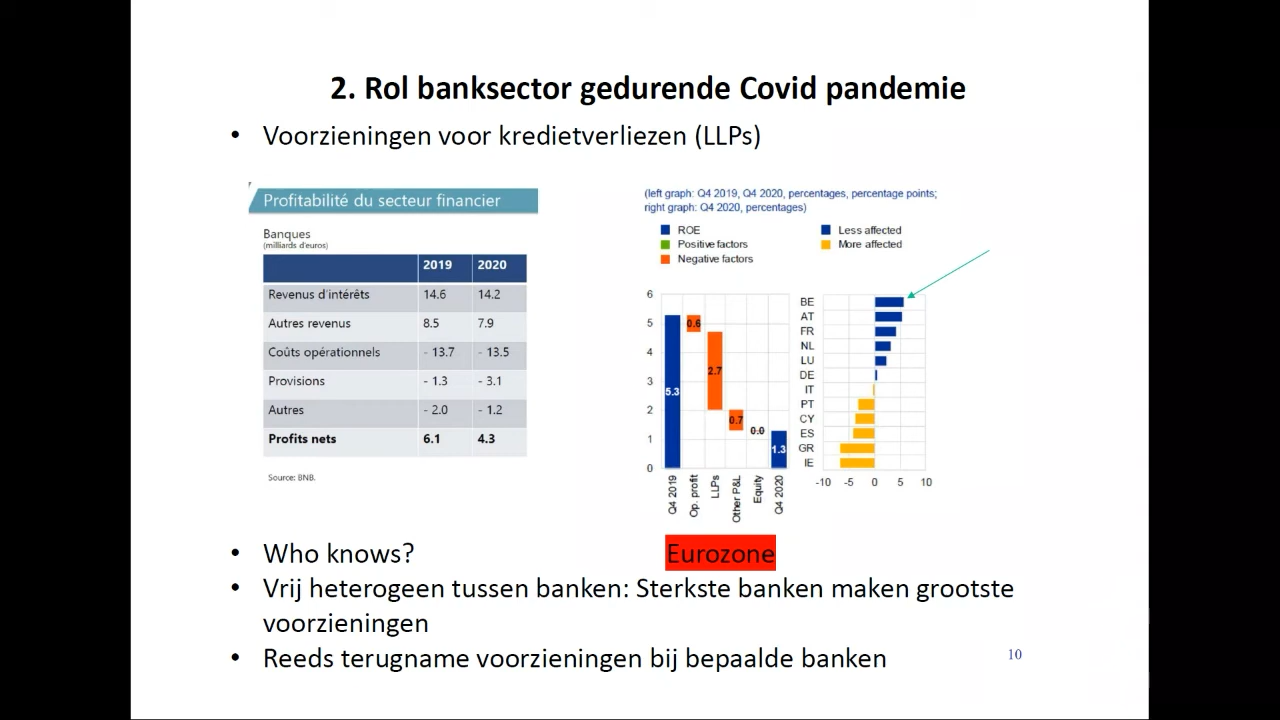 2. Rol banksector gedurende Covid pandemie
• Voorzieningen voor kredietverliezen (LLPs)
Profitabilité du secteur financier
Banques
(milliards d'euros)
2019 2020
Revenus d'intérêts 14.6 14.2
Autres revenus 8.5 7.9
Coûts opérationnels - 13.7 - 13.5
Provisions - 1.3 - 3.1
Autres - 2.0 - 1.2
Profits nets 6.1 4.3
Source: BNB.
(left graph: Q4 2019, Q4 2020, percentages, percentage points;
right graph: Q4 2020, percentages)
ROE
Positive factors
Negative factors
Less affected
More affected
6
5
4
3
2
1
0
5.3
0.6
2.7
0.7
0.0
1.3
Q4 2019
Op. profit
LLPs
Other P&L
Equity
Q4 2020
BE
AT
FR
NL
LU
DE
IT
PT
CY
ES
GR
IE
-10 -5 0 5 10
Eurozone
• Who knows?
• Vrij heterogeen tussen banken: Sterkste banken maken grootste
voorzieningen
• Reeds terugname voorzieningen bij bepaalde banken
10